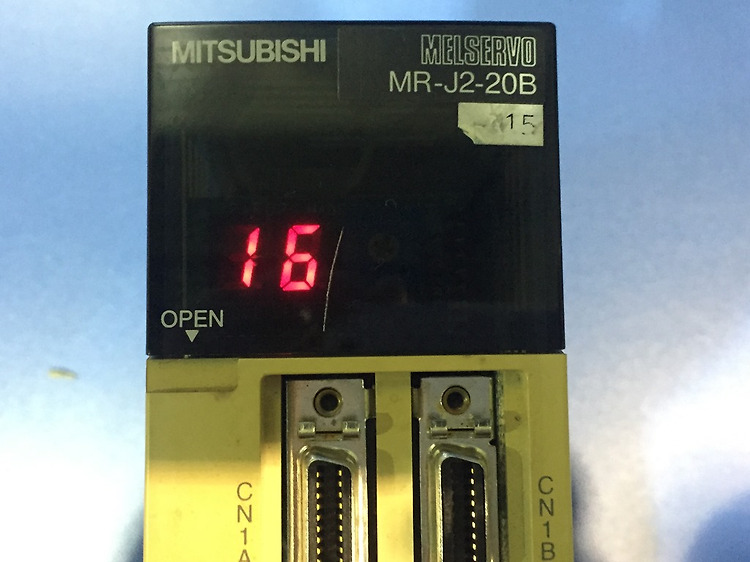 MITSUBISHI
MELSERVO
MR-J2-20B
15
16
OPEN
CN1A
CN1B